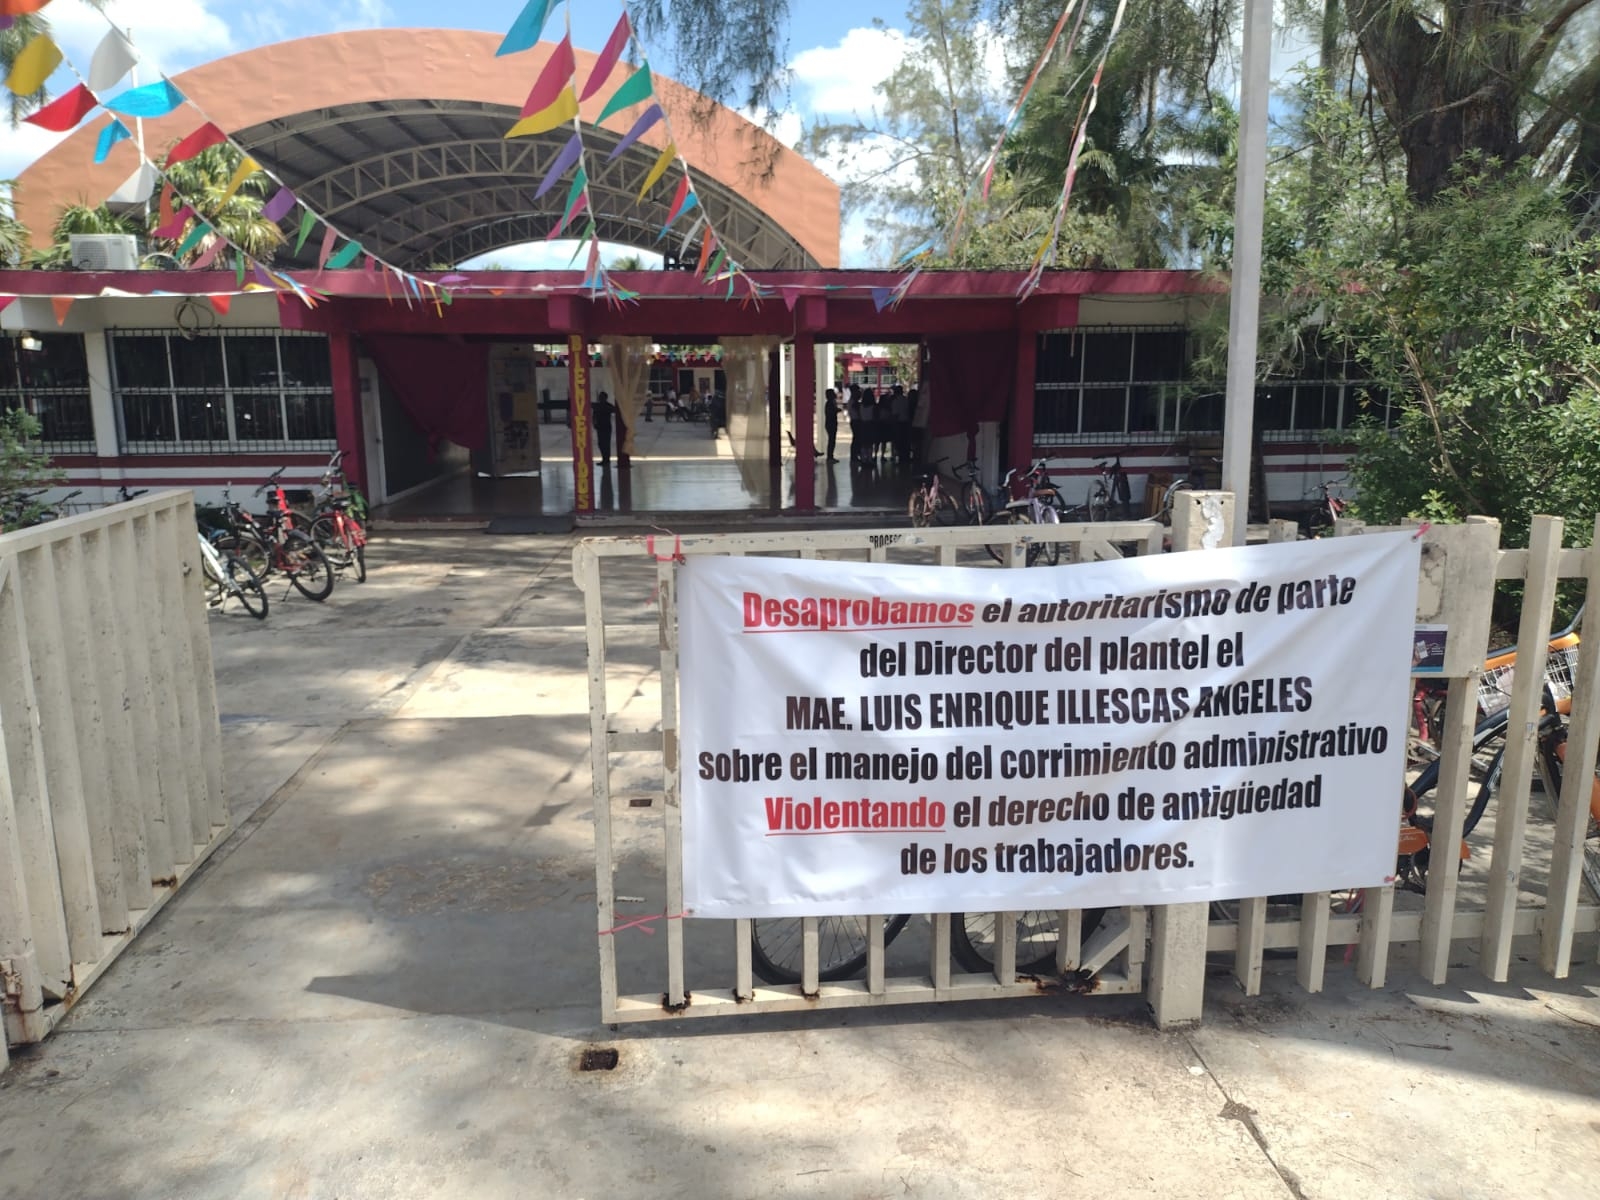 BIENVENIDOS
PROCESO
Desaprobamos el autoritarismo de parte
del Director del plantel el
MAE. LUIS ENRIQUE ILLESCAS ANGELES
sobre el manejo del corrimiento administrativo
Violentando el derecho de antigüedad
de los trabajadores.